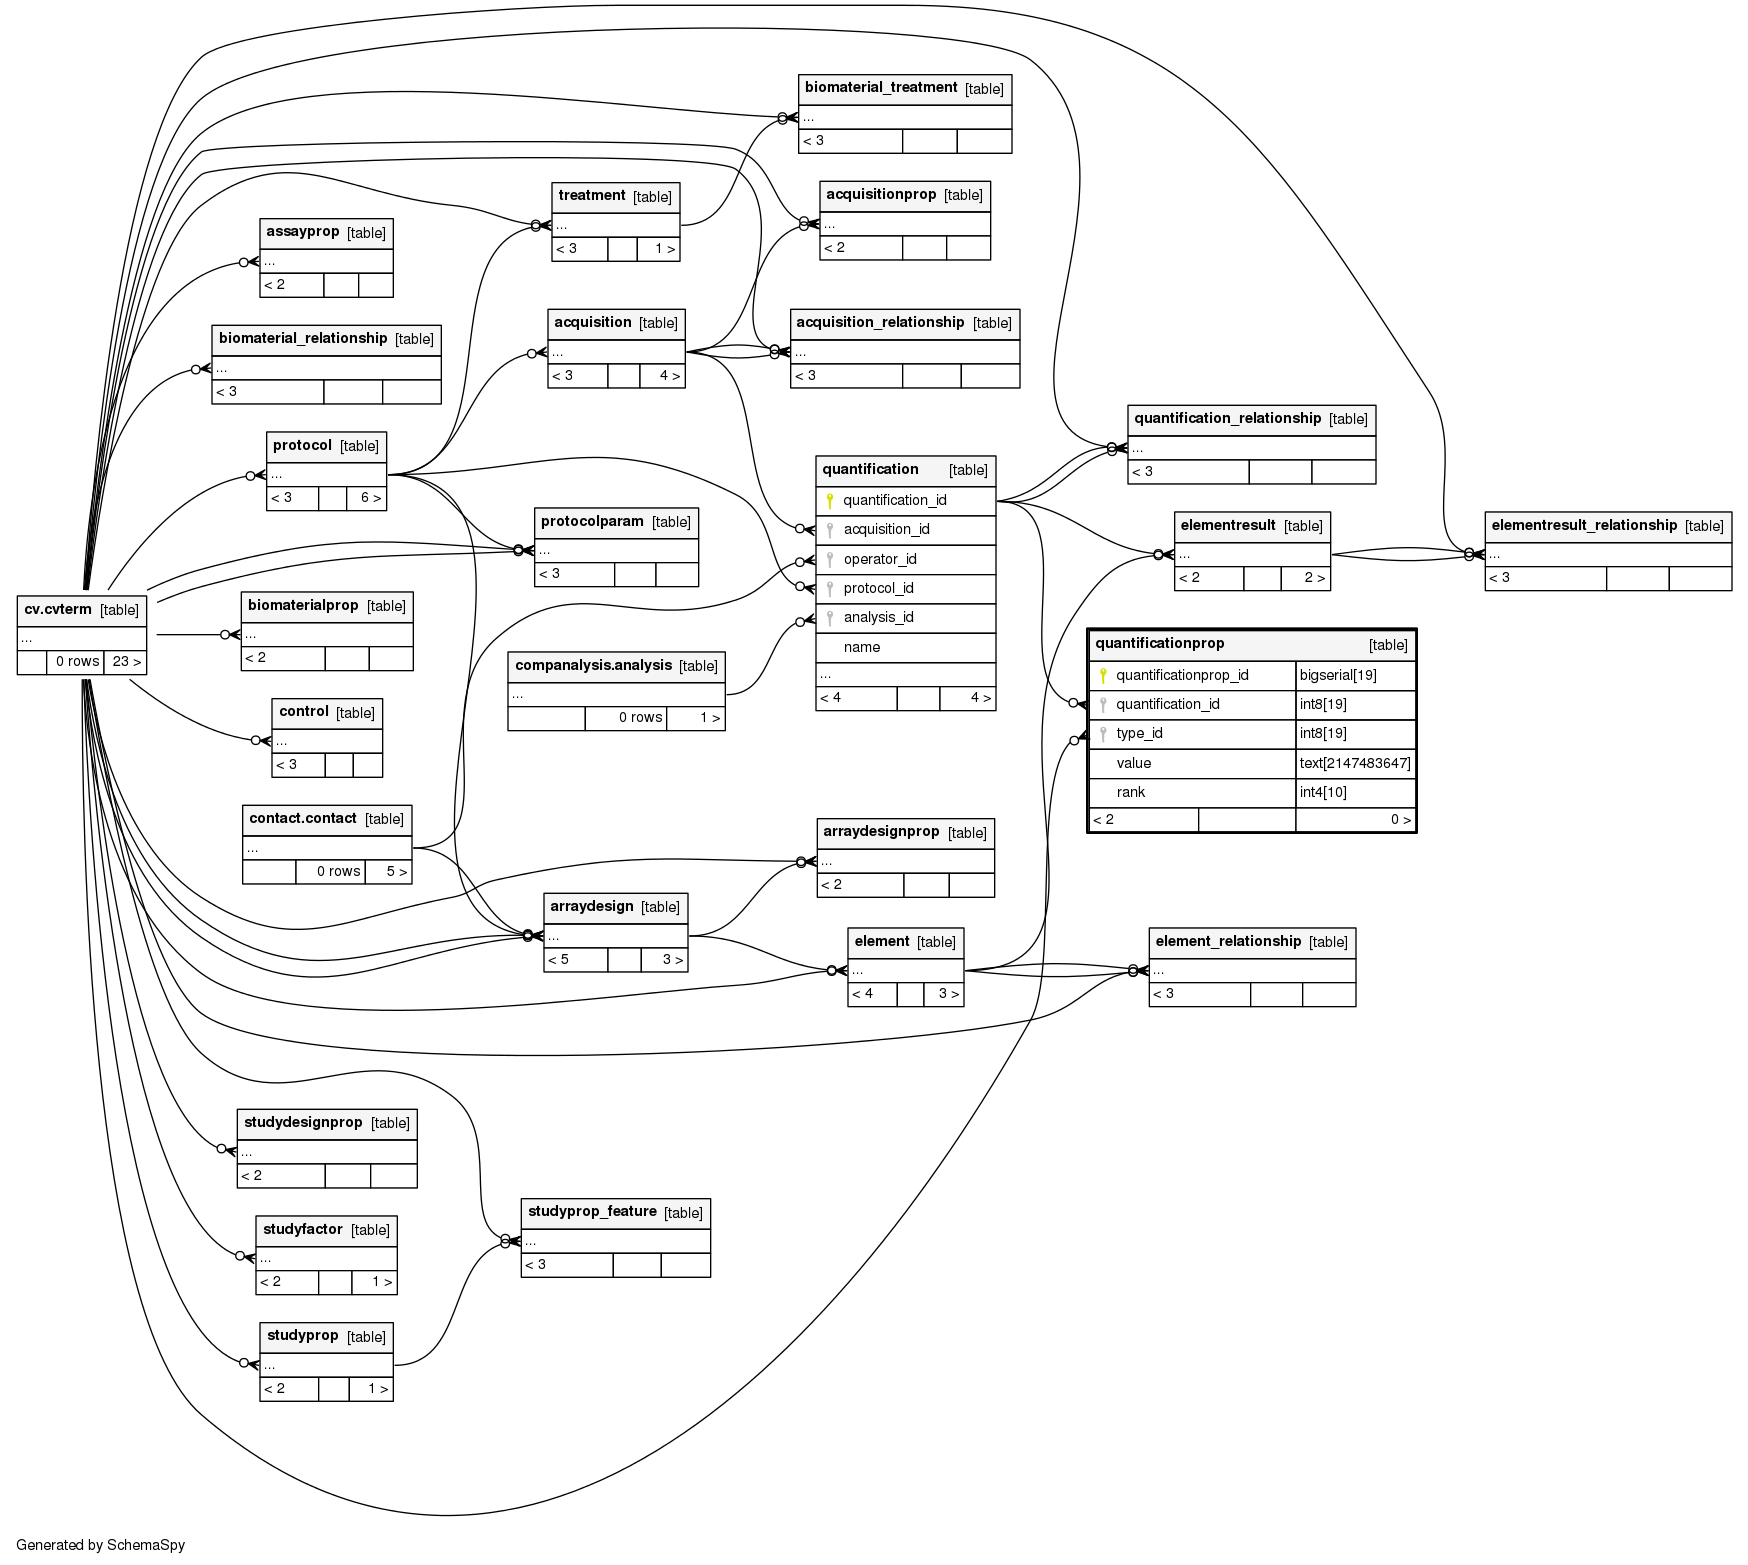 biomaterial_treatment [table]
...
< 3
treatment [table]
...
< 3 1 >
acquisitionprop [table]
...
< 2
assayprop [table]
...
< 2
acquisition [table]
...
< 3 4 >
acquisition_relationship [table]
...
< 3
biomaterial_relationship [table]
...
< 3
quantification_relationship [table]
...
< 3
protocol [table]
...
< 3 6 >
quantification [table]
quantification_id
acquisition_id
operator_id
protocol_id
analysis_id
name
...
< 4 4 >
protocolparam [table]
...
< 3
elementresult [table]
...
< 2 2 >
elementresult_relationship [table]
...
< 3
cv.cvterm [table]
...
0 rows 23 >
biomaterialprop [table]
...
< 2
companalysis.analysis [table]
...
0 rows 1 >
quantificationprop [table]
quantificationprop_id bigserial[19]
quantification_id int8[19]
type_id int8[19]
value text[2147483647]
rank int4[10]
< 2 0 >
control [table]
...
< 3
contact.contact [table]
...
0 rows 5 >
arraydesignprop [table]
...
< 2
arraydesign [table]
...
< 5 3 >
element [table]
...
< 4 3 >
element_relationship [table]
...
< 3
studydesignprop [table]
...
< 2
studyprop_feature [table]
...
< 3
studyfactor [table]
...
< 2 1 >
studyprop [table]
...
< 2 1 >
Generated by SchemaSpy